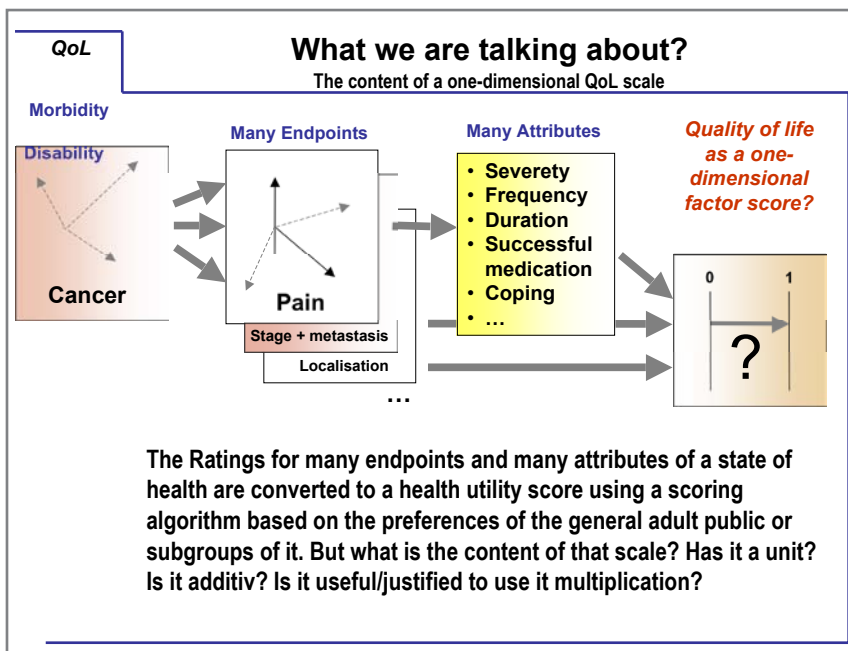 QoL
What we are talking about?
The content of a one-dimensional QoL scale
Morbidity
Disability
Cancer
Many Endpoints
Pain
Stage + metastasis
Localisation
...
Many Attributes
• Severety
• Frequency
• Duration
• Successful
medication
• Coping
• ...
Quality of life
as a one-
dimensional
factor score?
0 1
?
The Ratings for many endpoints and many attributes of a state of
health are converted to a health utility score using a scoring
algorithm based on the preferences of the general adult public or
subgroups of it. But what is the content of that scale? Has it a unit?
Is it additiv? Is it useful/justified to use it multiplication?